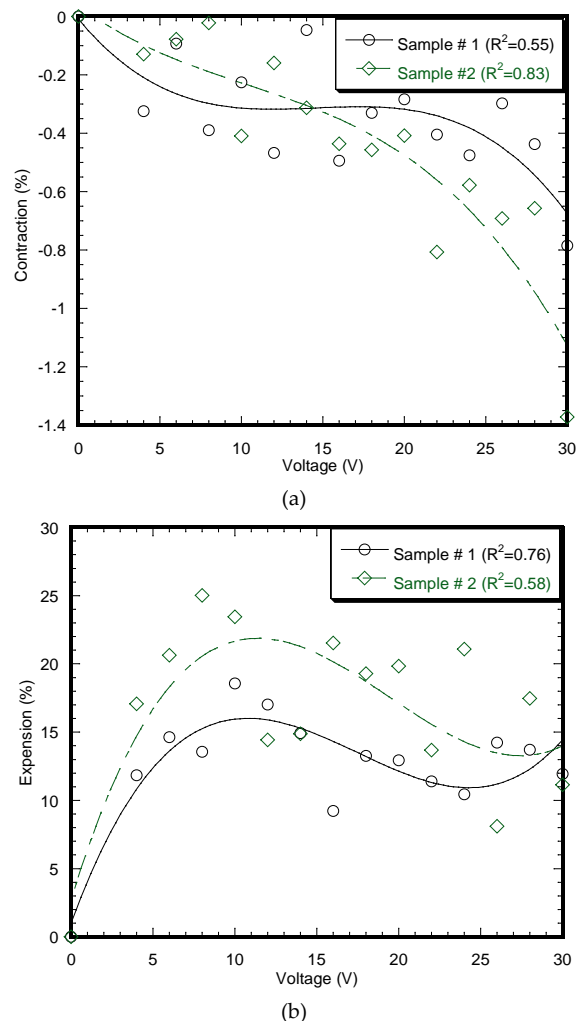 0
-0.2
-0.4
-0.6
-0.8
-1
-1.2
-1.4
Contraction (%)
Sample # 1 (R²=0.55)
Sample #2 (R²=0.83)
0 5 10 15 20 25 30
Voltage (V)
(a)
30
25
20
15
10
5
0
Expension (%)
Sample # 1 (R²=0.76)
Sample # 2 (R²=0.58)
0 5 10 15 20 25 30
Voltage (V)
(b)